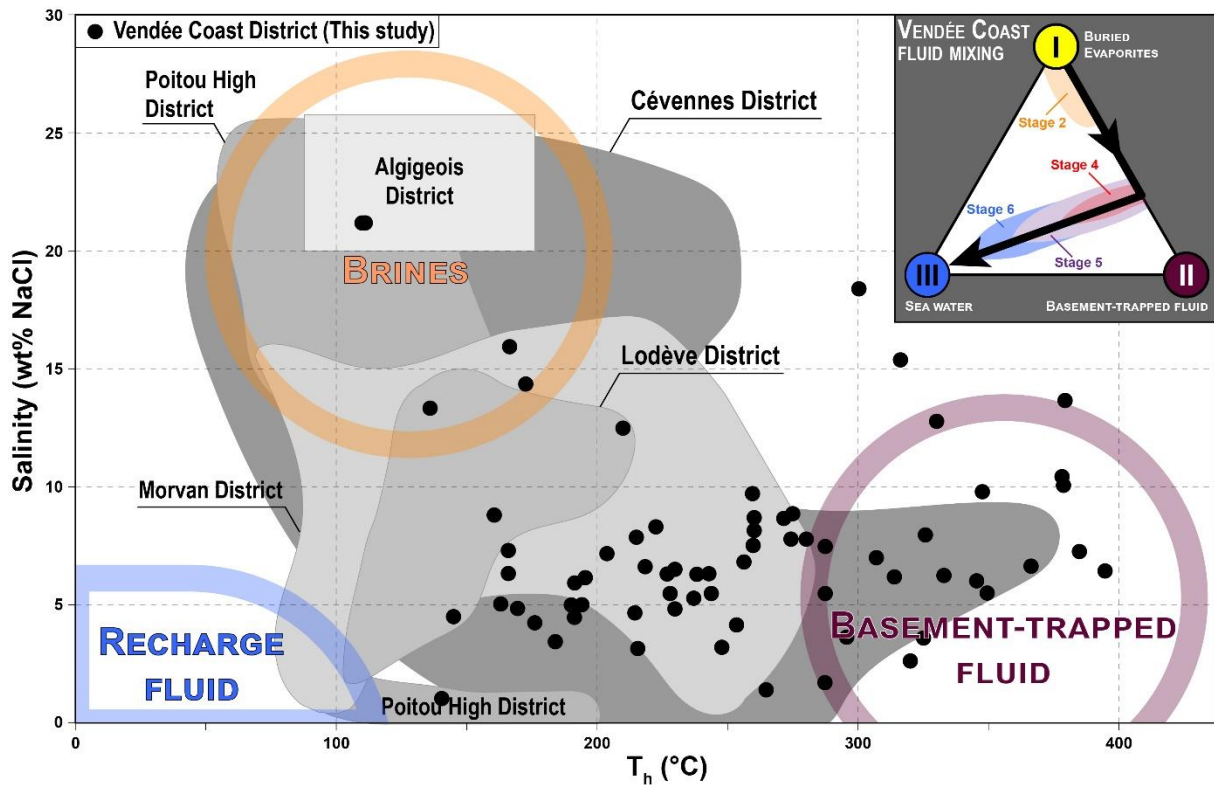 Vendée Coast District (This study)
Poitou High
District
Algigeois
District
Cévennes District
BRINES
Lodève District
Morvan District
RECHARGE
FLUID
BASEMENT-TRAPPED
FLUID
Poitou High District
VENDÉE COAST
FLUID MIXING
I
BURIED
EVAPORITES
Stage 2
Stage 4
Stage 6
Stage 5
III
II
SEA WATER
BASEMENT-TRAPPED FLUID
Salinity (wt% NaCl)
30
25
20
15
10
5
0
0
100
200
300
400
Th (°C)